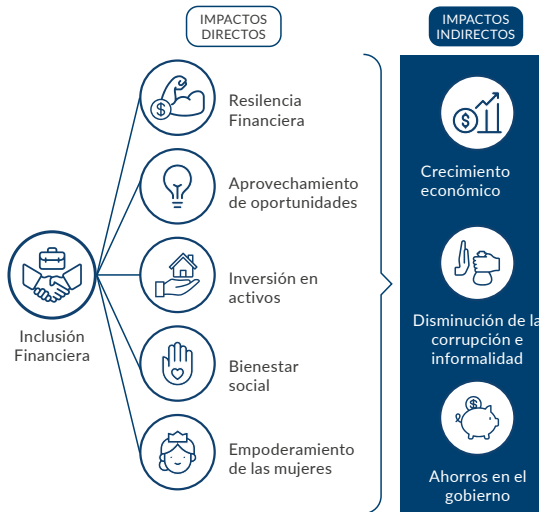 IMPACTOS
DIRECTOS
IMPACTOS
INDIRECTOS
Resilencia
Financiera
Aprovechamiento
de oportunidades
Inversión en
activos
Bienestar
social
Empoderamiento
de las mujeres
Inclusión
Financiera
Crecimiento
económico
Disminución de la
corrupción e
informalidad
Ahorros en el
gobierno
$
$
$